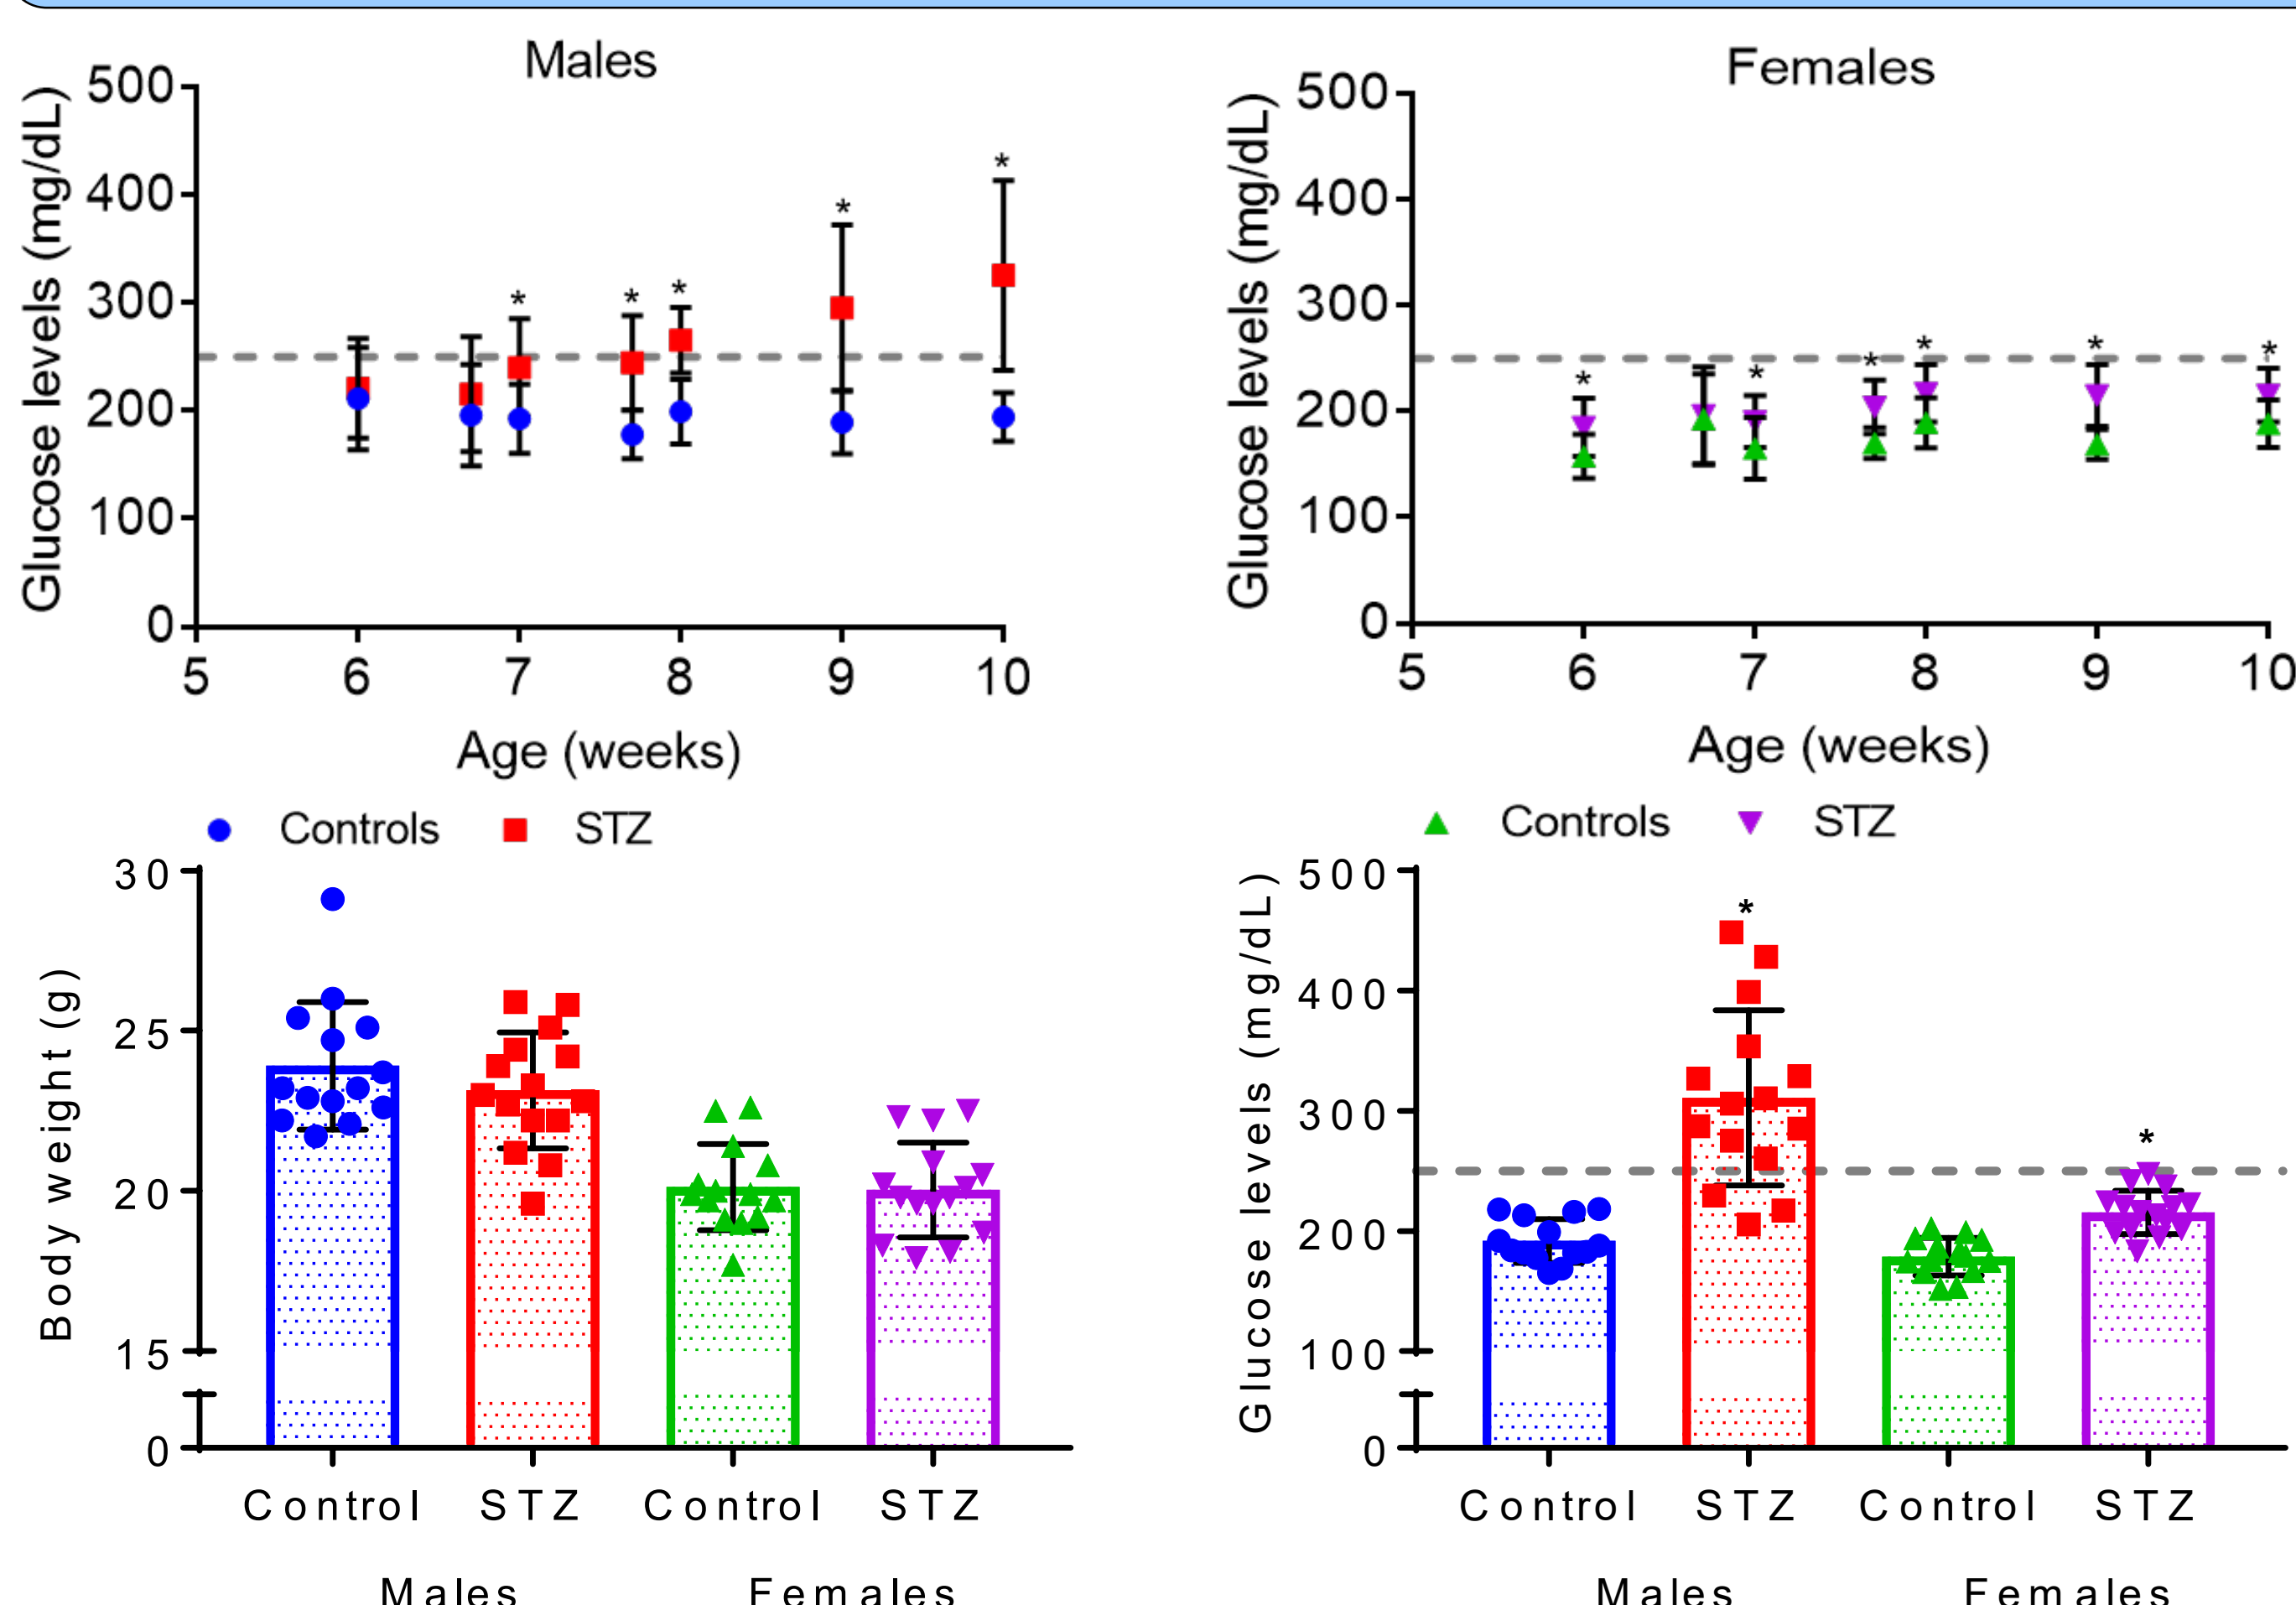 Males
Glucose levels (mg/dL)
500
400
300
200
100
0
* * * * *
5 6 7 8 9 10
Age (weeks)
Controls STZ
Females
Glucose levels (mg/dL)
500
400
300
200
100
0
* * * * * *
5 6 7 8 9 10
Age (weeks)
Controls STZ
Body weight (g)
30
25
20
15
0
Control STZ Control STZ
Males Females
Glucose levels (mg/dL)
500
400
300
200
100
0
* *
Control STZ Control STZ
Males Females